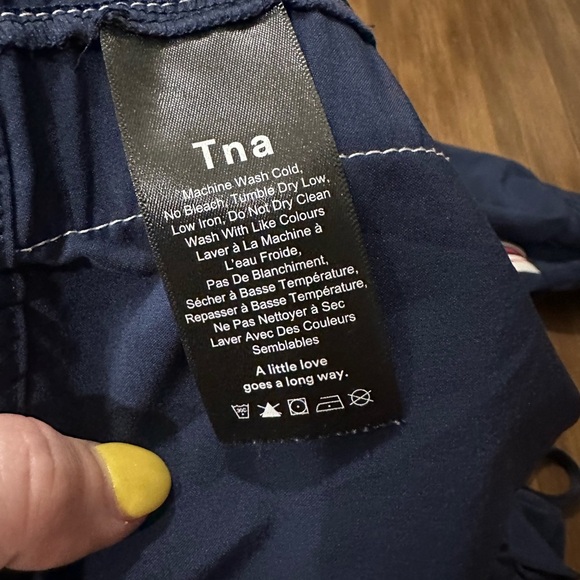 Tna
Machine Wash Cold,
No Bleach, Tumble Dry Low,
Low Iron, Do Not Dry Clean
Wash With Like Colours
Laver à La Machine à
L'eau Froide,
Pas De Blanchiment,
Sécher à Basse Température,
Repasser à Basse Température,
Ne Pas Nettoyer à Sec
Laver Avec Des Couleurs
Semblables
A little love
goes a long way.